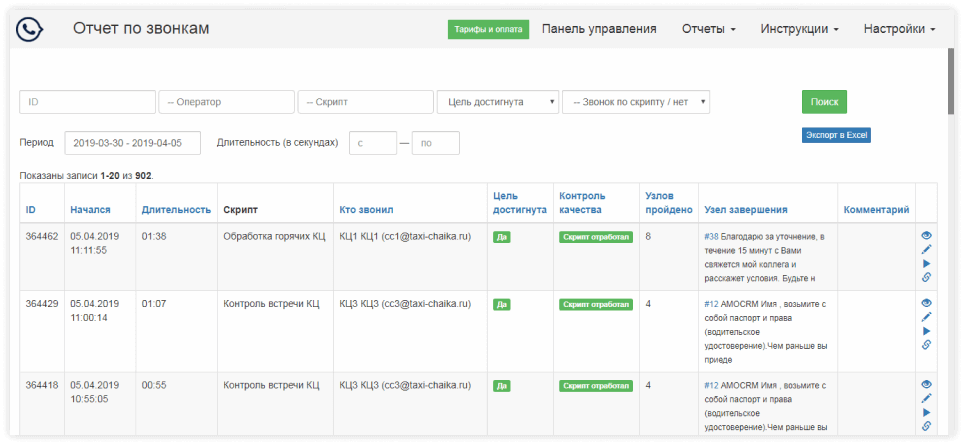 Отчет по звонкам
Тарифы и оплата Панель управления Отчеты Инструкции Настройки
ID -- Оператор -- Скрипт Цель достигнута -- Звонок по скрипту / нет Поиск
Период 2019-03-30 - 2019-04-05 Длительность (в секундах) с — по Экспорт в Excel
Показаны записи 1-20 из 902.
ID Начался Длительность Скрипт Кто звонил Цель достигнута Контроль качества Узлов пройдено Узел завершения Комментарий
364462 05.04.2019 01:38 Обработка горячих КЦ КЦ1 КЦ1 (cc1@taxi-chaika.ru) Да Скрипт отработал 8 #38 Благодарю за уточнение, в
11:11:55 течение 15 минут с Вами
свяжется мой коллега и
расскажет условия. Будьте н
364429 05.04.2019 01:07 Контроль встречи КЦ КЦ3 КЦ3 (cc3@taxi-chaika.ru) Да Скрипт отработал 4 #12 AMOCRM Имя , возьмите с
11:00:14 собой паспорт и права
(водительское
удостоверение).Чем раньше вы
приеде
364418 05.04.2019 00:55 Контроль встречи КЦ КЦ3 КЦ3 (cc3@taxi-chaika.ru) Да Скрипт отработал 4 #12 AMOCRM Имя , возьмите с
10:55:05 собой паспорт и права
(водительское
удостоверение).Чем раньше вы